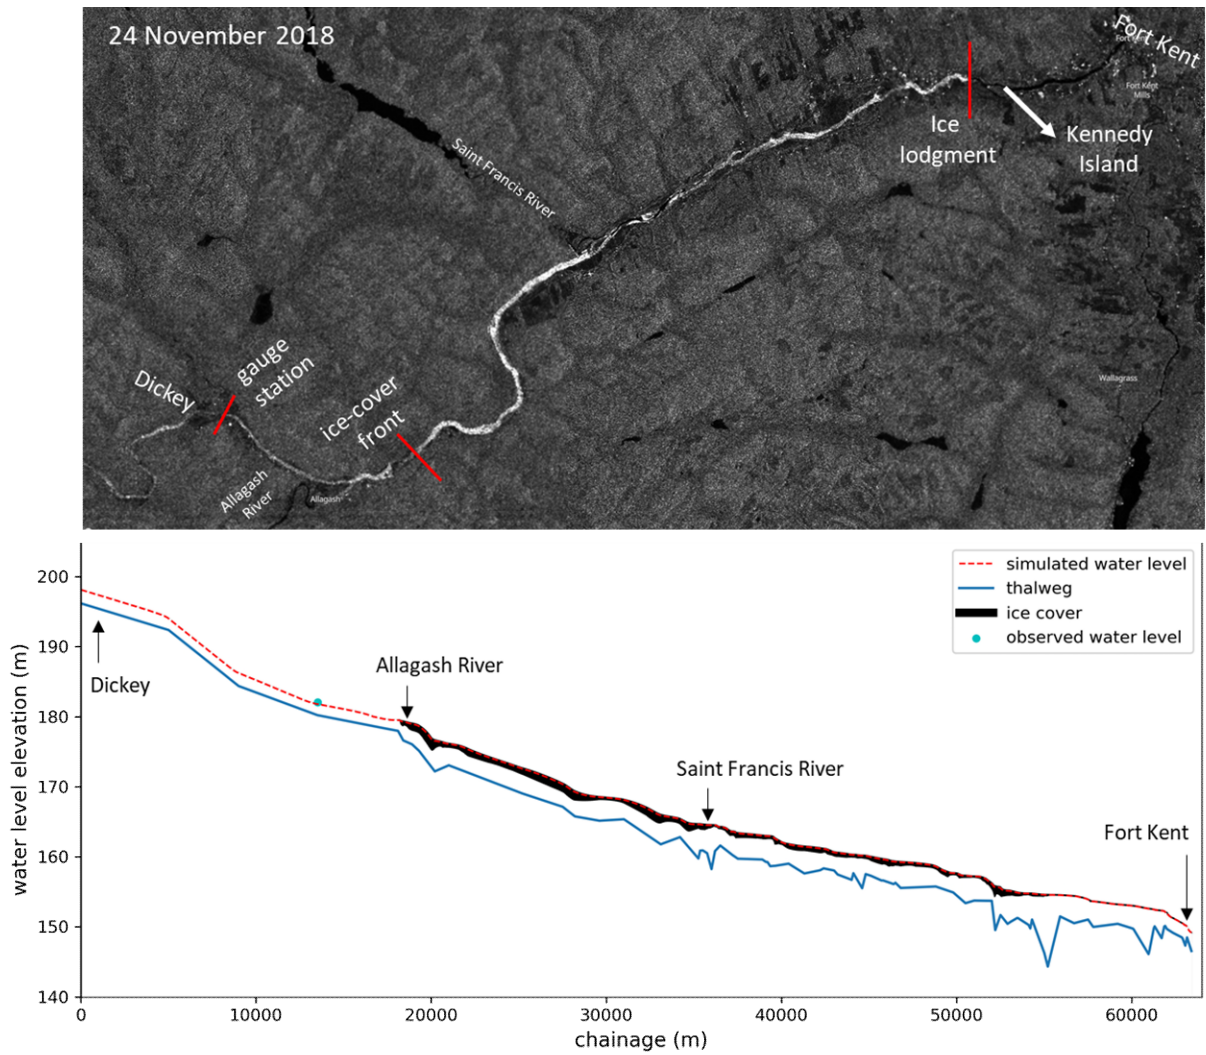 24 November 2018
Fort Kent
Fort Kent
Mills
Ice
lodgment
Kennedy
Island
Saint Francis River
gauge
station
Dickey
ice-cover
front
Wallagrass
Allagash
River
Allagash
simulated water level
thalweg
ice cover
observed water level
200
190
180
170
160
150
140
water level elevation (m)
Dickey
Allagash River
Saint Francis River
Fort Kent
0
10000
20000
30000
40000
50000
60000
chainage (m)